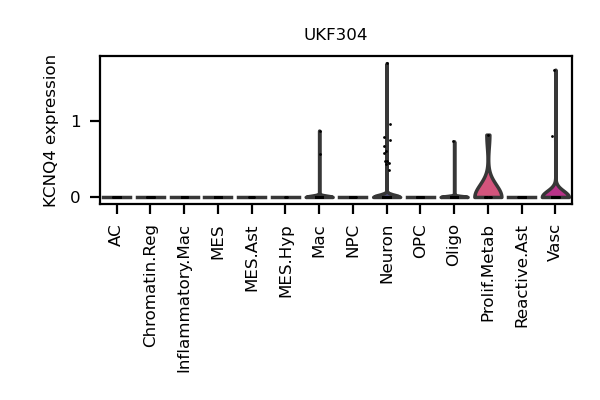 UKF304
KCNQ4 expression
1
0
AC
Chromatin.Reg
Inflammatory.Mac
MES
MES.Ast
MES.Hyp
Mac
NPC
Neuron
OPC
Oligo
Prolif.Metab
Reactive.Ast
Vasc